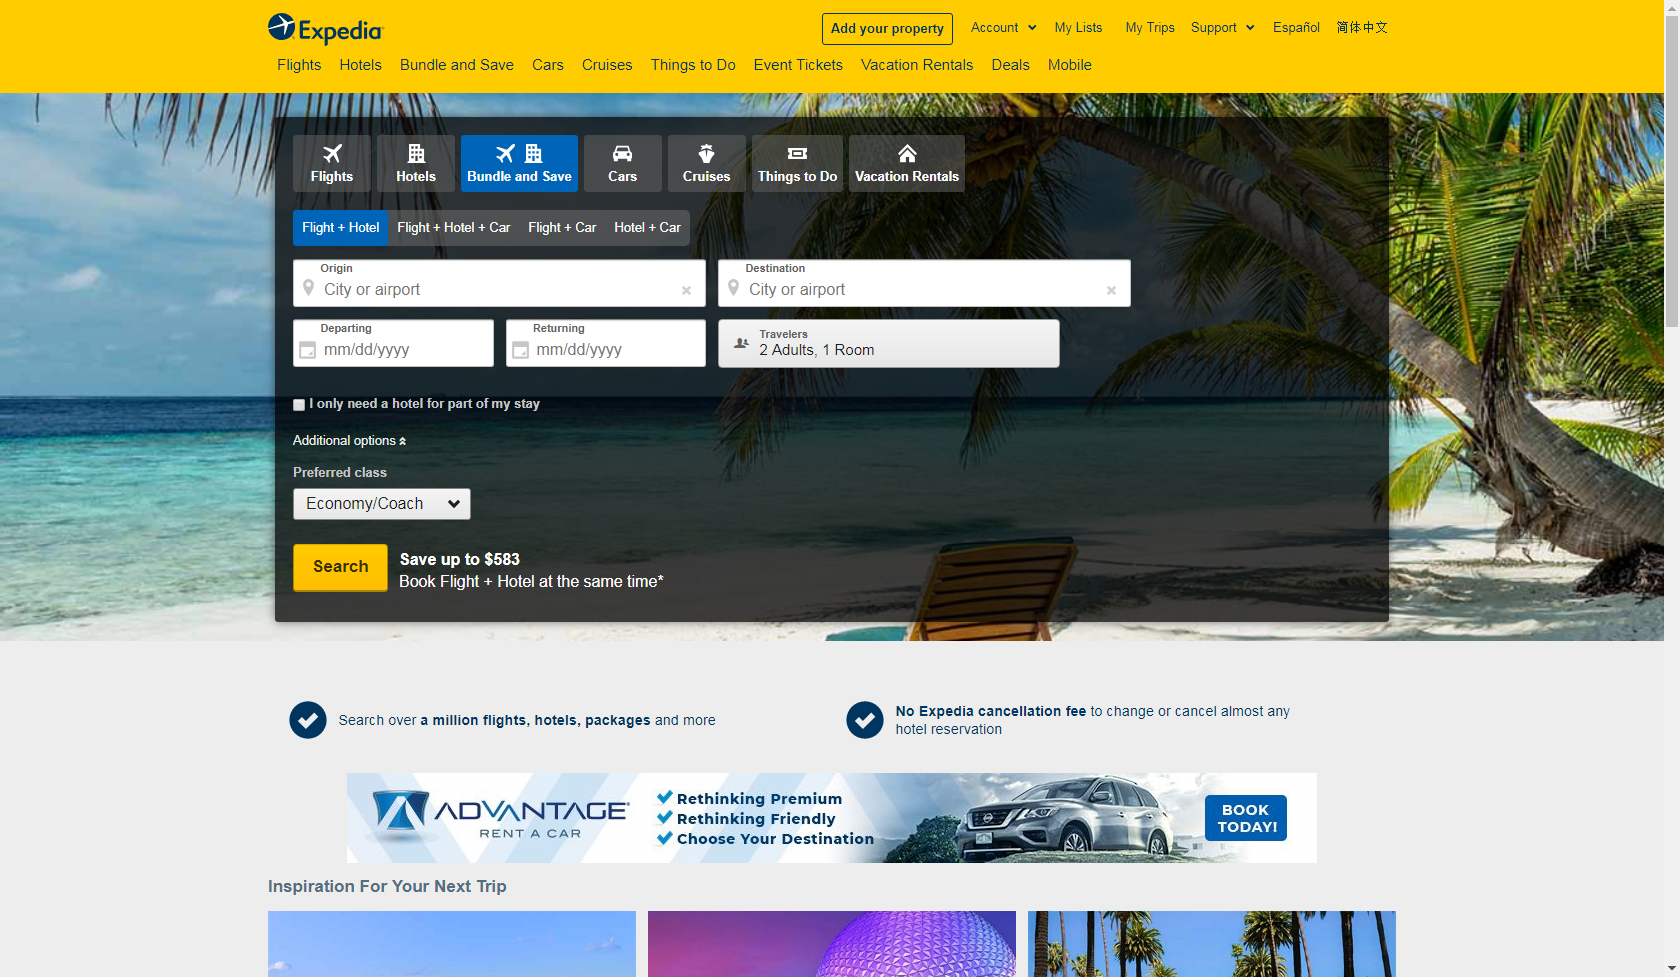 Expedia
Add your property
Account
My Lists
My Trips
Support
Español
简体中文
Flights
Hotels
Bundle and Save
Cars
Cruises
Things to Do
Event Tickets
Vacation Rentals
Deals
Mobile
Flights
Hotels
Bundle and Save
Cars
Cruises
Things to Do
Vacation Rentals
Flight + Hotel
Flight + Hotel + Car
Flight + Car
Hotel + Car
Origin
City or airport
Destination
City or airport
Departing
mm/dd/yyyy
Returning
mm/dd/yyyy
Travelers
2 Adults, 1 Room
I only need a hotel for part of my stay
Additional options
Preferred class
Economy/Coach
Search
Save up to $583
Book Flight + Hotel at the same time*
Search over a million flights, hotels, packages and more
No Expedia cancellation fee to change or cancel almost any
hotel reservation
ADVANTAGE
RENT A CAR
Rethinking Premium
Rethinking Friendly
Choose Your Destination
BOOK
TODAY!
Inspiration For Your Next Trip